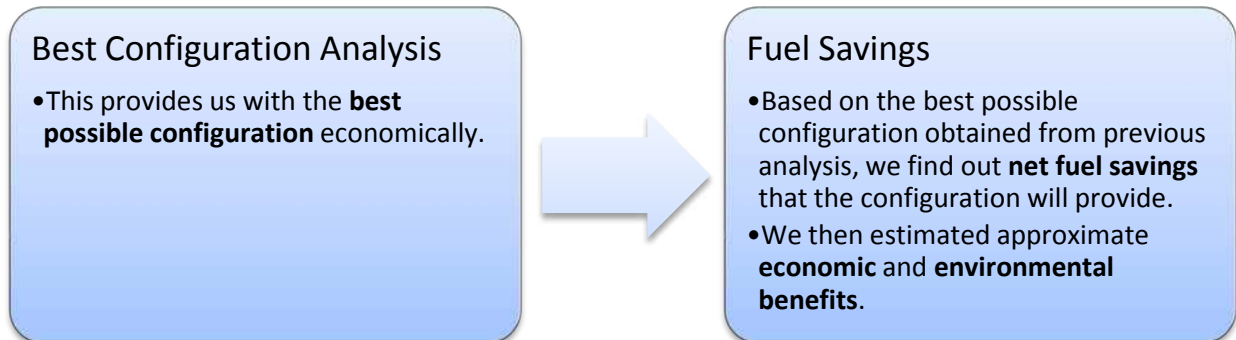 Best Configuration Analysis
•This provides us with the best
possible configuration economically.
Fuel Savings
•Based on the best possible
configuration obtained from previous
analysis, we find out net fuel savings
that the configuration will provide.
•We then estimated approximate
economic and environmental
benefits.